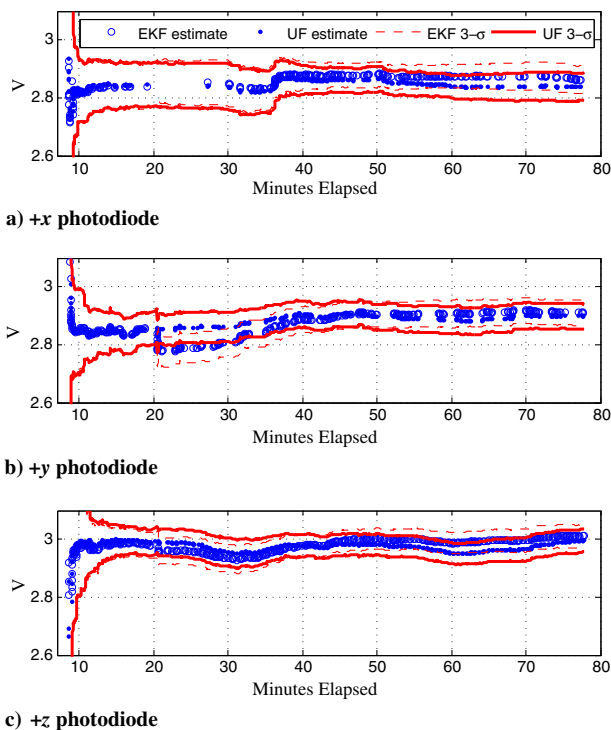 EKF estimate UF Estimate EKF 3–σ UF 3–σ
3
V
2.8
2.6
10 20 30 40 50 60 70 80
Minutes Elapsed
a) +x photodiode
3
V
2.8
2.6
10 20 30 40 50 60 70 80
Minutes Elapsed
b) +y photodiode
3
V
2.8
2.6
10 20 30 40 50 60 70 80
Minutes Elapsed
c) +z photodiode